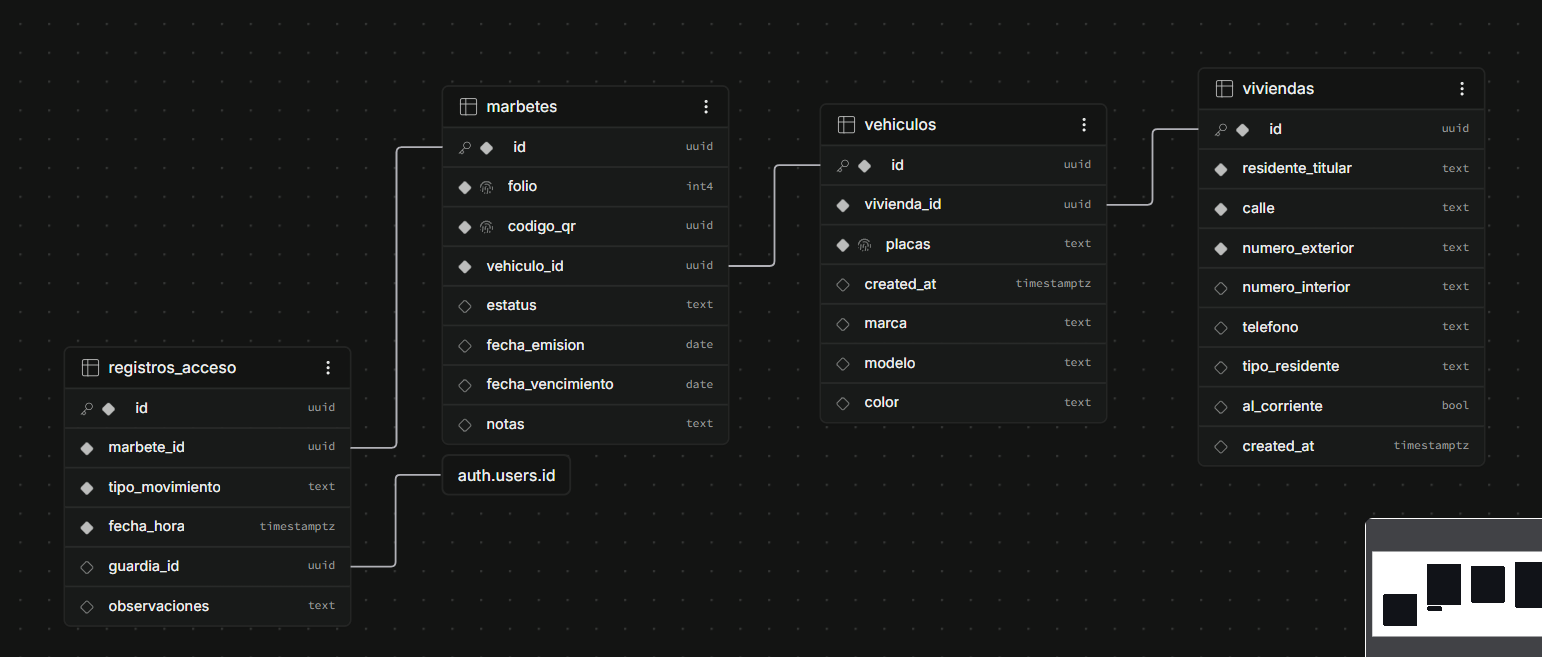 registros_acceso
id uuid
marbete_id uuid
tipo_movimiento text
fecha_hora timestamptz
guardia_id uuid
observaciones text
marbetes
id uuid
folio int4
codigo_qr uuid
vehiculo_id uuid
estatus text
fecha_emision date
fecha_vencimiento date
notas text
auth.users.id
vehiculos
id uuid
vivienda_id uuid
placas text
created_at timestamptz
marca text
modelo text
color text
viviendas
id uuid
residente_titular text
calle text
numero_exterior text
numero_interior text
telefono text
tipo_residente text
al_corriente bool
created_at timestamptz